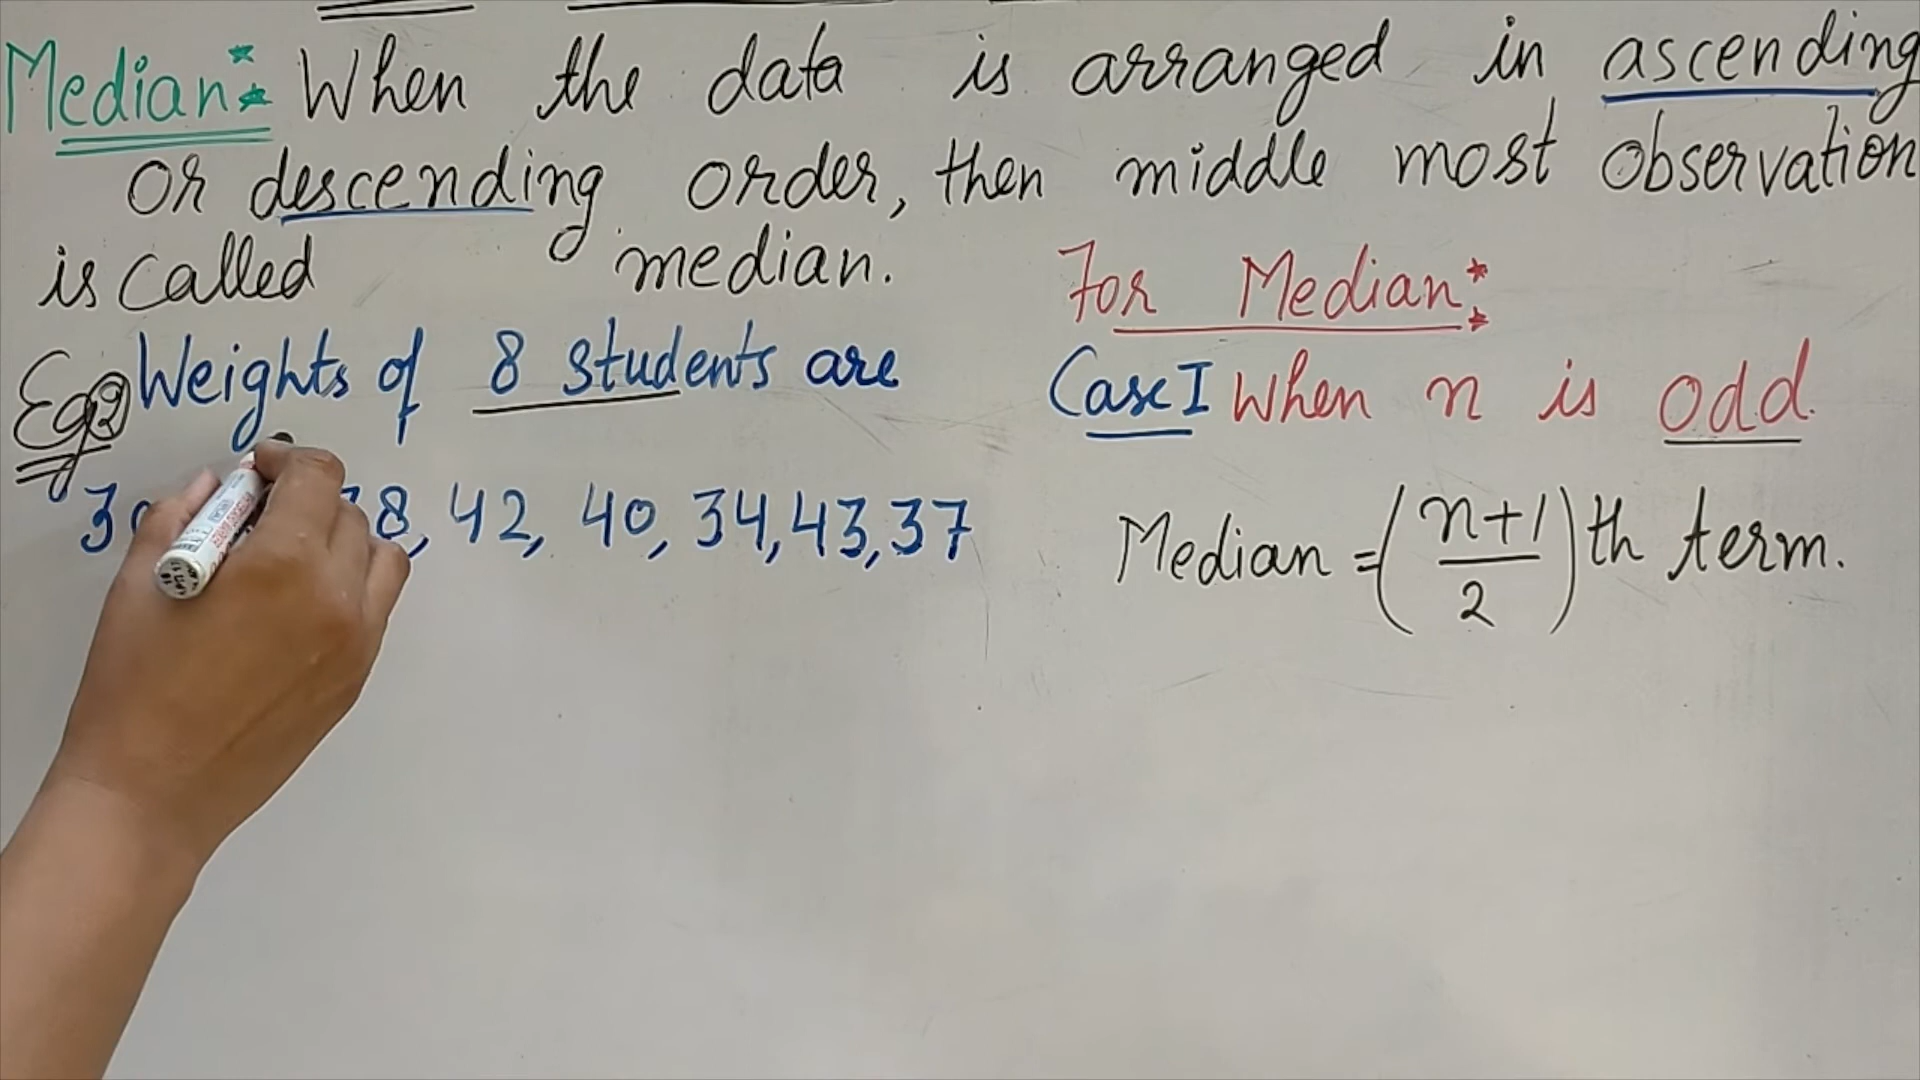 Median: When the data is arranged in ascending
or descending order, then middle most observation
is called median.
For Median:
Eg② Weights of 8 students are
42, 40, 34, 43, 37
Case I When n is odd.
Median = (n+1/2)th term.